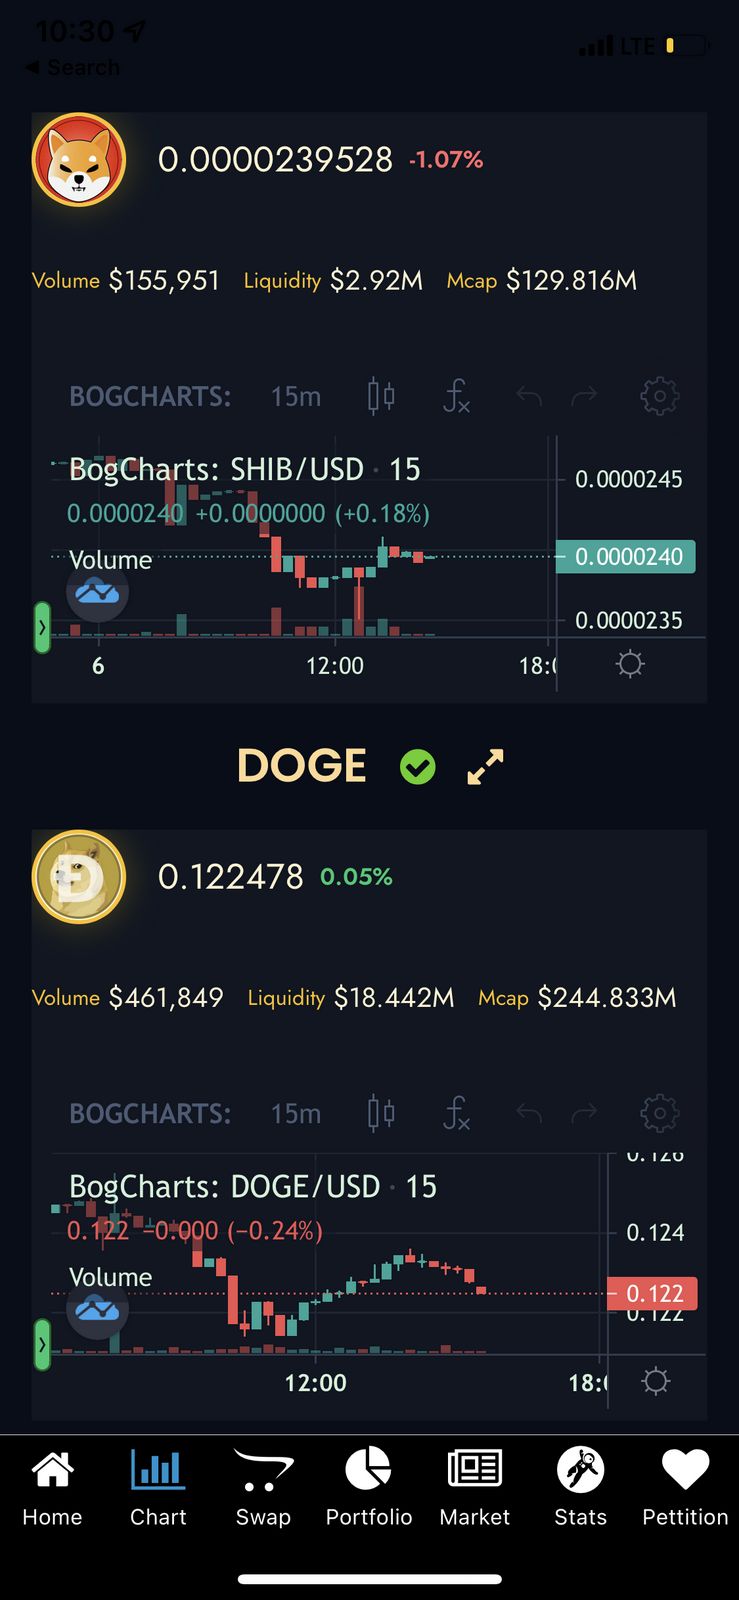 10:30
LTE
◀ Search
0.0000239528 -1.07%
Volume $155,951 Liquidity $2.92M Mcap $129.816M
BOGCHARTS: 15m fx
BogCharts: SHIB/USD · 15
0.0000240 +0.0000000 (+0.18%)
Volume
0.0000245
0.0000240
0.0000235
6 12:00 18:0
DOGE
Ð
0.122478 0.05%
Volume $461,849 Liquidity $18.442M Mcap $244.833M
BOGCHARTS: 15m fx
0.126
BogCharts: DOGE/USD · 15
0.122 −0.000 (−0.24%)
Volume
0.124
0.122
0.122
12:00 18:0
Home Chart Swap Portfolio Market Stats Pettition